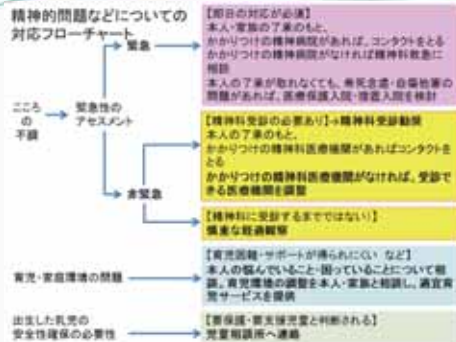 精神的問題などについての
対応フローチャート
緊急
【即日の対応が必須】
本人・家族の了承のもと、
かかりつけの精神病院があれば、コンタクトをとる
かかりつけの精神病院がなければ精神科救急に
相談
本人の了承が取れなくても、希死念慮・自傷他害の
問題があれば、医療保護入院・措置入院を検討
こころ
の
不調
緊急性の
アセスメント
非緊急
【精神科受診の必要あり】→精神科受診勧奨
本人の了承のもと、
かかりつけの精神科医療機関があればコンタクトを
とる
かかりつけの精神科医療機関がなければ、受診で
きる医療機関を調整
【精神科に受診するまでではない】
慎重な経過観察
育児・家庭環境の問題
【育児困難・サポートが得られにくい など】
本人の悩んでいること・困っていることについて相
談。育児環境の調整を本人・家族と相談し、適宜育
児サービスを提供
出生した乳児の
安全性確保の必要性
【要保護・要支援児童と判断される】
児童相談所へ連絡